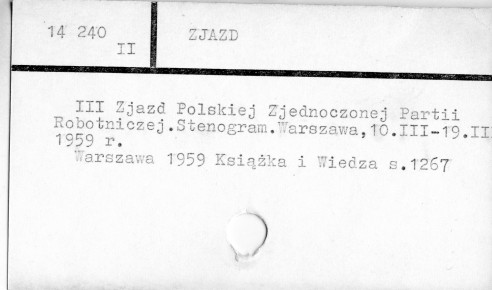 14 240
II
ZJAZD
III Zjazd Polskiej Zjednoczonej Partii
Robotniczej.Stenogram.Warszawa,10.III-19.III
1959 r.
Warszawa 1959 Książka i Wiedza s.1267